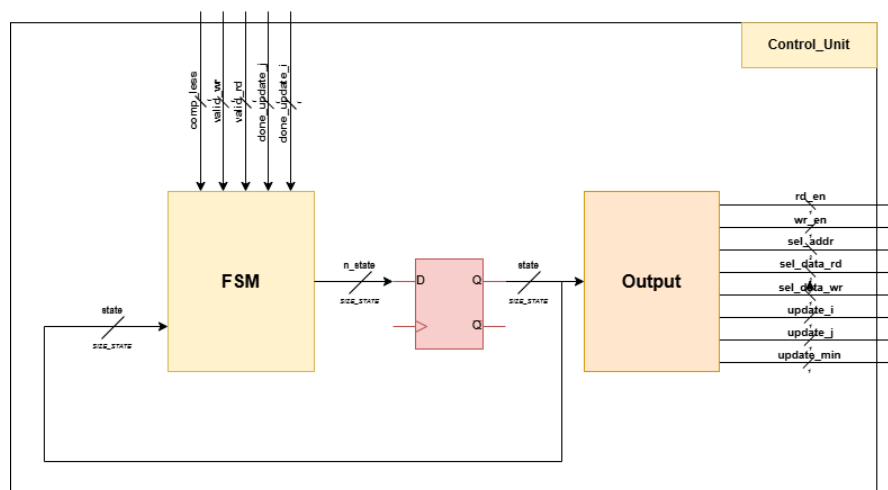 Control_Unit
comp_less
valid_wr
valid_rd
done_update_j
done_update_i
FSM
n_state
SIZE_STATE
D
Q
Q
state
SIZE_STATE
Output
rd_en
wr_en
sel_addr
sel_data_rd
sel_data_wr
update_i
update_j
update_min
state
SIZE_STATE